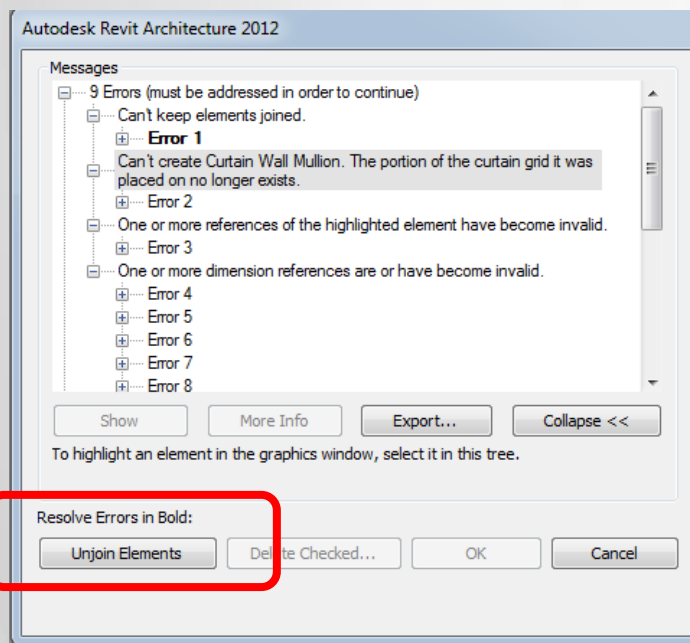 Autodesk Revit Architecture 2012
Messages
9 Errors (must be addressed in order to continue)
Can't keep elements joined.
Error 1
Can't create Curtain Wall Mullion. The portion of the curtain grid it was
placed on no longer exists.
Error 2
One or more references of the highlighted element have become invalid.
Error 3
One or more dimension references are or have become invalid.
Error 4
Error 5
Error 6
Error 7
Error 8
Show More Info Export... Collapse <<
To highlight an element in the graphics window, select it in this tree.
Resolve Errors in Bold:
Unjoin Elements Delete Checked... OK Cancel